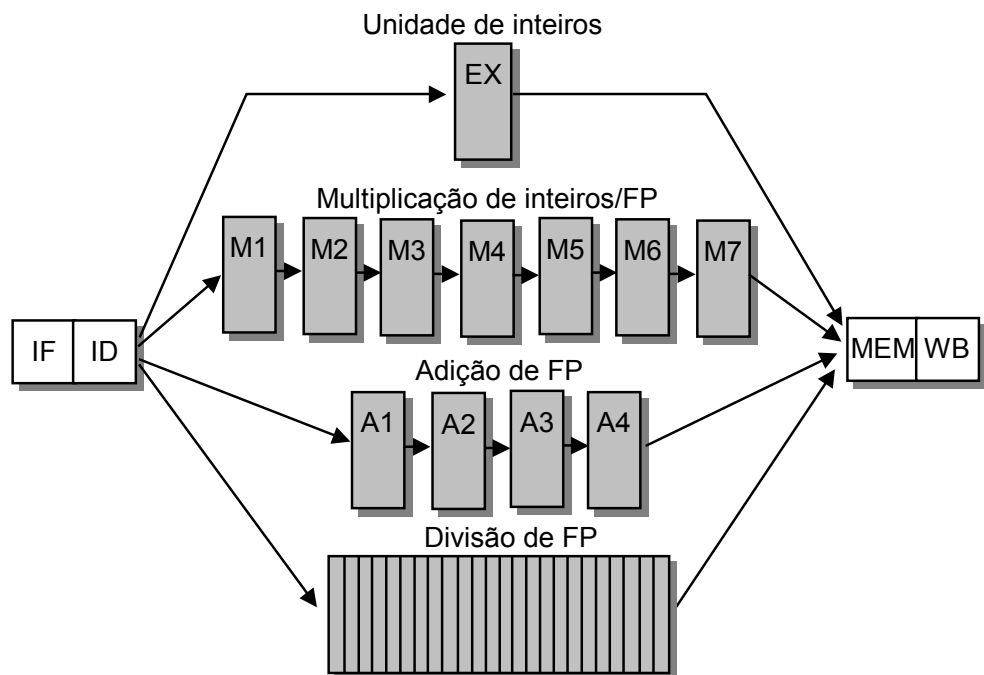 Unidade de inteiros
EX
Multiplicação de inteiros/FP
M1 M2 M3 M4 M5 M6 M7
IF ID
MEM WB
Adição de FP
A1 A2 A3 A4
Divisão de FP